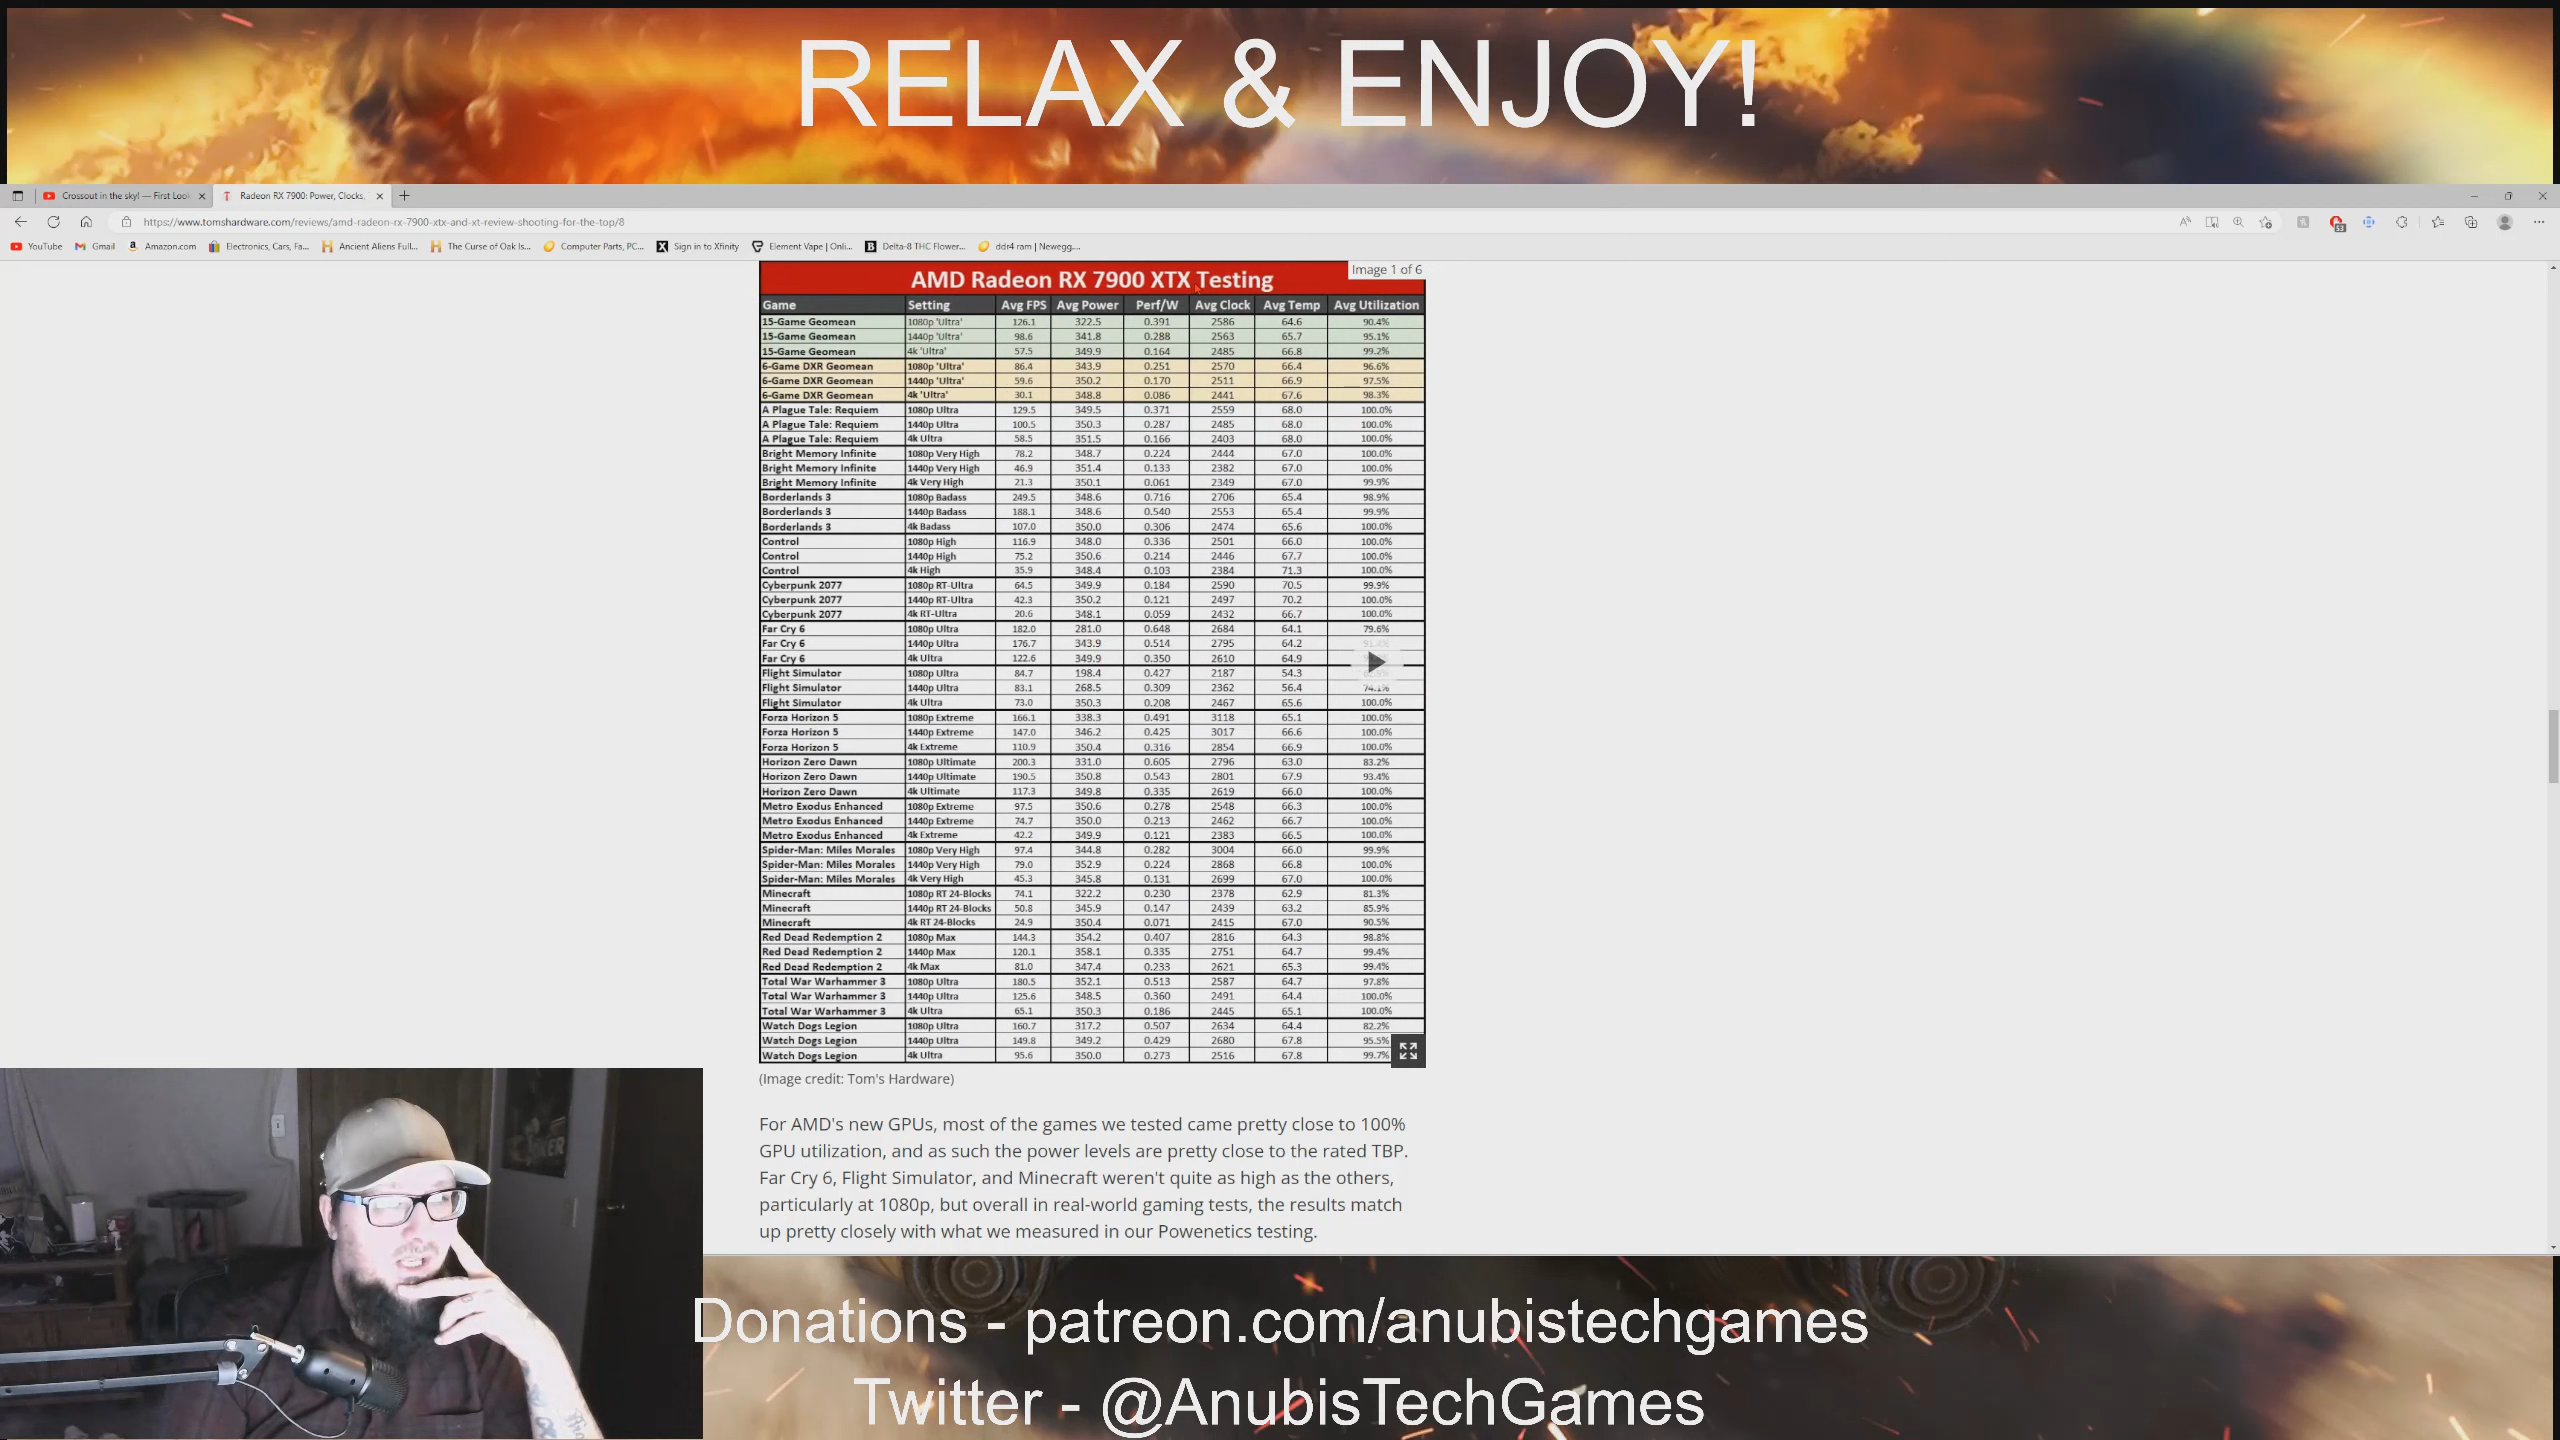 RELAX & ENJOY!
Crossout in the sky! — First Look
Radeon RX 7900: Power, Clocks,
https://www.tomshardware.com/reviews/amd-radeon-rx-7900-xtx-and-xt-review-shooting-for-the-top/8
YouTube Gmail Amazon.com Electronics, Cars, Fa... Ancient Aliens Full... The Curse of Oak Is... Computer Parts, PC... Sign in to Xfinity Element Vape | Onli... Delta-8 THC Flower... ddr4 ram | Newegg....
AMD Radeon RX 7900 XTX Testing
Image 1 of 6
Game Setting Avg FPS Avg Power Perf/W Avg Clock Avg Temp Avg Utilization
15-Game Geomean 1080p 'Ultra' 126.1 322.5 0.391 2586 64.6 90.4%
15-Game Geomean 1440p 'Ultra' 98.6 341.8 0.288 2563 65.7 95.1%
15-Game Geomean 4k 'Ultra' 57.5 349.9 0.164 2485 66.8 99.2%
6-Game DXR Geomean 1080p 'Ultra' 86.4 343.9 0.251 2570 66.4 96.6%
6-Game DXR Geomean 1440p 'Ultra' 59.6 350.2 0.170 2511 66.9 97.5%
6-Game DXR Geomean 4k 'Ultra' 30.1 348.8 0.086 2441 67.6 98.3%
A Plague Tale: Requiem 1080p Ultra 129.5 349.5 0.371 2559 68.0 100.0%
A Plague Tale: Requiem 1440p Ultra 100.5 350.3 0.287 2485 68.0 100.0%
A Plague Tale: Requiem 4k Ultra 58.5 351.5 0.166 2403 68.0 100.0%
Bright Memory Infinite 1080p Very High 78.2 348.7 0.224 2444 67.0 100.0%
Bright Memory Infinite 1440p Very High 46.9 351.4 0.133 2382 67.0 100.0%
Bright Memory Infinite 4k Very High 21.3 350.1 0.061 2349 67.0 99.9%
Borderlands 3 1080p Badass 249.5 348.6 0.716 2706 65.4 98.9%
Borderlands 3 1440p Badass 188.1 348.6 0.540 2553 65.4 99.9%
Borderlands 3 4k Badass 107.0 350.0 0.306 2474 65.6 100.0%
Control 1080p High 116.9 348.0 0.336 2501 66.0 100.0%
Control 1440p High 75.2 350.6 0.214 2446 67.7 100.0%
Control 4k High 35.9 348.4 0.103 2384 71.3 100.0%
Cyberpunk 2077 1080p RT-Ultra 64.5 349.9 0.184 2590 70.5 99.9%
Cyberpunk 2077 1440p RT-Ultra 42.3 350.2 0.121 2497 70.2 100.0%
Cyberpunk 2077 4k RT-Ultra 20.6 348.1 0.059 2432 66.7 100.0%
Far Cry 6 1080p Ultra 182.0 281.0 0.648 2684 64.1 79.6%
Far Cry 6 1440p Ultra 176.7 343.9 0.514 2795 64.2
Far Cry 6 4k Ultra 122.6 349.9 0.350 2610 64.9
Flight Simulator 1080p Ultra 84.7 198.4 0.427 2187 54.3
Flight Simulator 1440p Ultra 83.1 268.5 0.309 2362 56.4 74.1%
Flight Simulator 4k Ultra 73.0 350.3 0.208 2467 65.6 100.0%
Forza Horizon 5 1080p Extreme 166.1 338.3 0.491 3118 65.1 100.0%
Forza Horizon 5 1440p Extreme 147.0 346.2 0.425 3017 66.6 100.0%
Forza Horizon 5 4k Extreme 110.9 350.4 0.316 2854 66.9 100.0%
Horizon Zero Dawn 1080p Ultimate 200.3 331.0 0.605 2796 63.0 83.2%
Horizon Zero Dawn 1440p Ultimate 190.5 350.8 0.543 2801 67.9 93.4%
Horizon Zero Dawn 4k Ultimate 117.3 349.8 0.335 2619 66.0 100.0%
Metro Exodus Enhanced 1080p Extreme 97.5 350.6 0.278 2548 66.3 100.0%
Metro Exodus Enhanced 1440p Extreme 74.7 350.0 0.213 2462 66.7 100.0%
Metro Exodus Enhanced 4k Extreme 42.2 349.9 0.121 2383 66.5 100.0%
Spider-Man: Miles Morales 1080p Very High 97.4 344.8 0.282 3004 66.0 99.9%
Spider-Man: Miles Morales 1440p Very High 79.0 352.9 0.224 2868 66.8 100.0%
Spider-Man: Miles Morales 4k Very High 45.3 345.8 0.131 2699 67.0 100.0%
Minecraft 1080p RT 24-Blocks 74.1 322.2 0.230 2378 62.9 81.3%
Minecraft 1440p RT 24-Blocks 50.8 345.9 0.147 2439 63.2 85.9%
Minecraft 4k RT 24-Blocks 24.9 350.4 0.071 2415 67.0 90.5%
Red Dead Redemption 2 1080p Max 144.3 354.2 0.407 2816 64.3 98.8%
Red Dead Redemption 2 1440p Max 120.1 358.1 0.335 2751 64.7 99.4%
Red Dead Redemption 2 4k Max 81.0 347.4 0.233 2621 65.3 99.4%
Total War Warhammer 3 1080p Ultra 180.5 352.1 0.513 2587 64.7 97.8%
Total War Warhammer 3 1440p Ultra 125.6 348.5 0.360 2491 64.4 100.0%
Total War Warhammer 3 4k Ultra 65.1 350.3 0.186 2445 65.1 100.0%
Watch Dogs Legion 1080p Ultra 160.7 317.2 0.507 2634 64.4 82.2%
Watch Dogs Legion 1440p Ultra 149.8 349.2 0.429 2680 67.8 95.5%
Watch Dogs Legion 4k Ultra 95.6 350.0 0.273 2516 67.8 99.7%
(Image credit: Tom's Hardware)
For AMD's new GPUs, most of the games we tested came pretty close to 100%
GPU utilization, and as such the power levels are pretty close to the rated TBP.
Far Cry 6, Flight Simulator, and Minecraft weren't quite as high as the others,
particularly at 1080p, but overall in real-world gaming tests, the results match
up pretty closely with what we measured in our Powenetics testing.
Donations - patreon.com/anubistechgames
Twitter - @AnubisTechGames